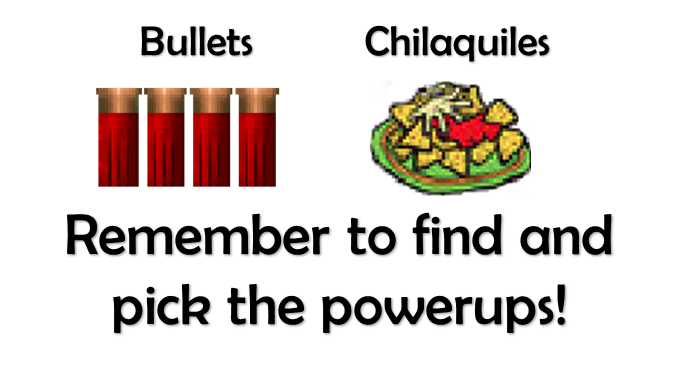 Bullets Chilaquiles
Remember to find and
pick the powerups!